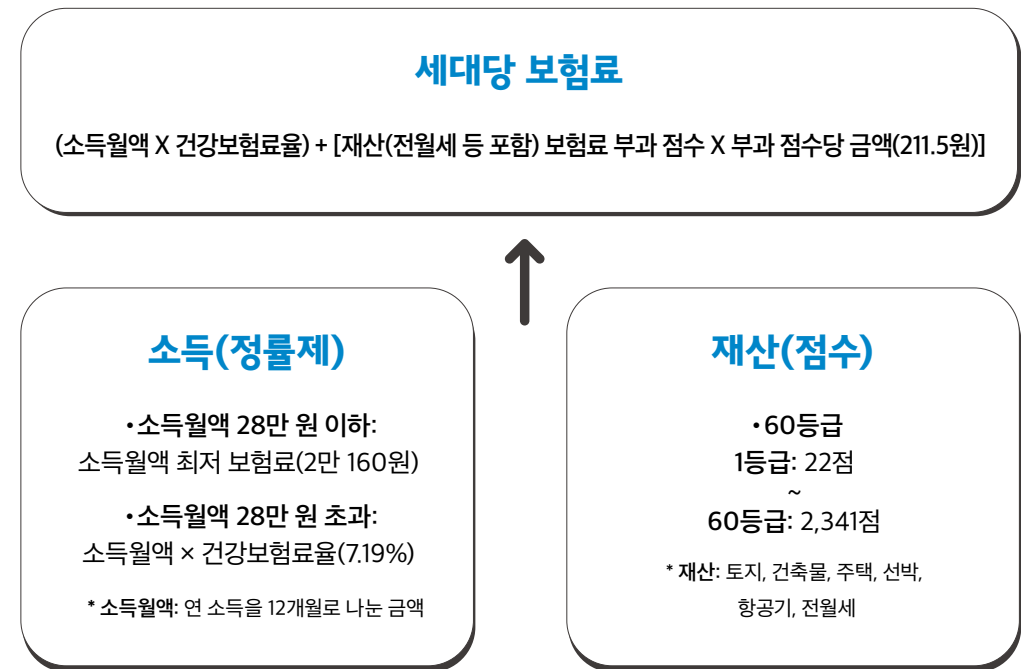 세대당 보험료
(소득월액 X 건강보험료율) + [재산(전월세 등 포함) 보험료 부과 점수 X 부과 점수당 금액(211.5원)]
소득(정률제)
•소득월액 28만 원 이하:
소득월액 최저 보험료(2만 160원)
•소득월액 28만 원 초과:
소득월액 × 건강보험료율(7.19%)
* 소득월액: 연 소득을 12개월로 나눈 금액
재산(점수)
•60등급
1등급: 22점
~
60등급: 2,341점
* 재산: 토지, 건축물, 주택, 선박,
항공기, 전월세